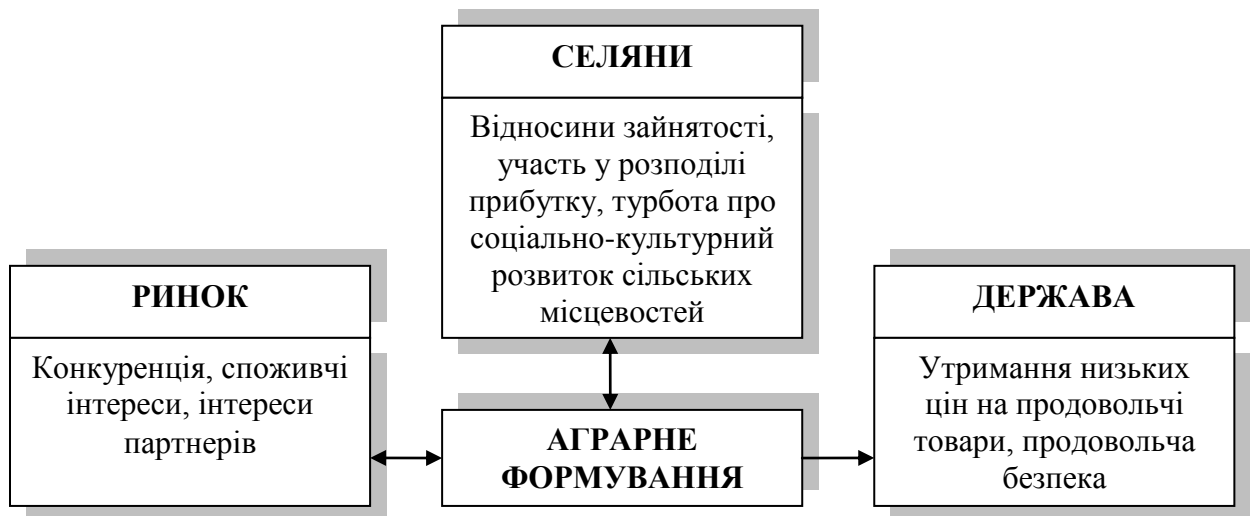 СЕЛЯНИ
Відносини зайнятості,
участь у розподілі
прибутку, турбота про
соціально-культурний
розвиток сільських
місцевостей
РИНОК
Конкуренція, споживчі
інтереси, інтереси
партнерів
АГРАРНЕ
ФОРМУВАННЯ
ДЕРЖАВА
Утримання низьких
цін на продовольчі
товари, продовольча
безпека